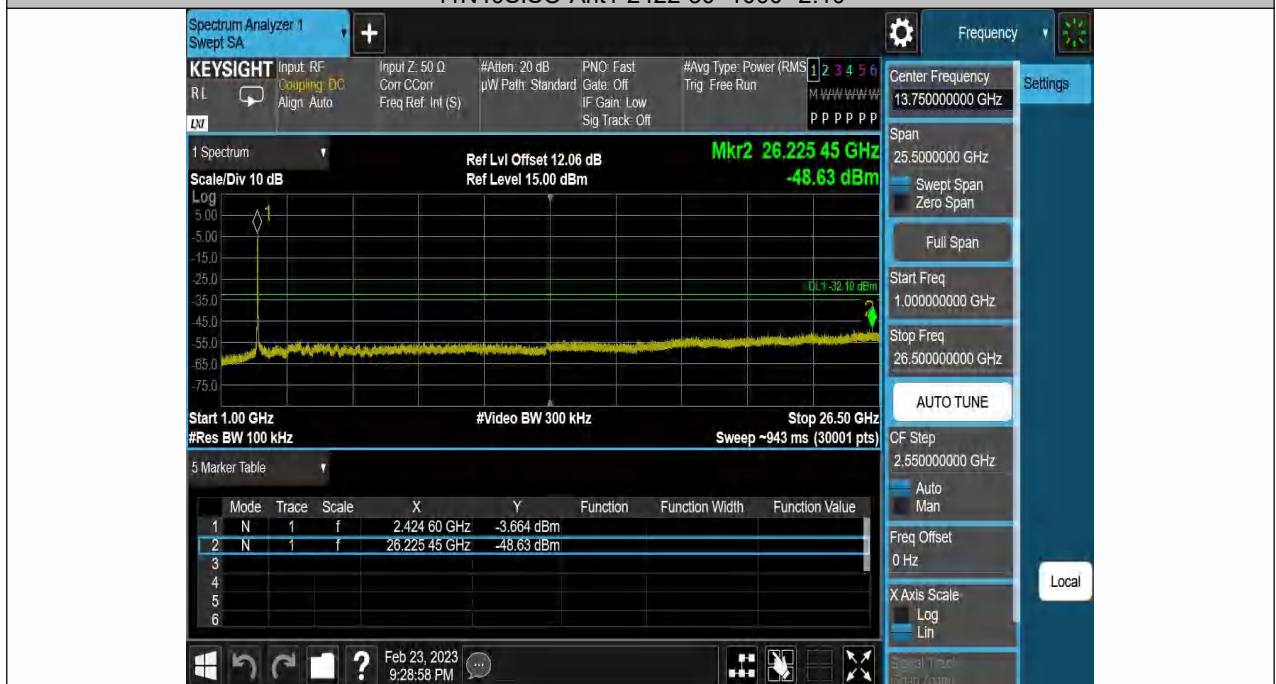 Spectrum Analyzer 1
Swept SA
+
Frequency
KEYSIGHT
RL
LXI
Input: RF
Coupling: DC
Align: Auto
Input Z: 50 Ω
Corr CCorr
Freq Ref: Int (S)
#Atten: 20 dB
µW Path: Standard
PNO: Fast
Gate: Off
IF Gain: Low
Sig Track: Off
#Avg Type: Power (RMS
Trig: Free Run
1 2 3 4 5 6
M W W W W W
P P P P P P
Center Frequency
13.750000000 GHz
Settings
Span
25.5000000 GHz
Swept Span
Zero Span
Full Span
Start Freq
1.000000000 GHz
Stop Freq
26.500000000 GHz
AUTO TUNE
CF Step
2.550000000 GHz
Auto
Man
Freq Offset
0 Hz
X Axis Scale
Log
Lin
Local
1 Spectrum
Scale/Div 10 dB
Ref Lvl Offset 12.06 dB
Ref Level 15.00 dBm
Mkr2 26.225 45 GHz
-48.63 dBm
Log
5.00
-5.00
-15.0
-25.0
-35.0
-45.0
-55.0
-65.0
-75.0
1
DL1 -32.10 dBm
2
Start 1.00 GHz
#Res BW 100 kHz
#Video BW 300 kHz
Stop 26.50 GHz
Sweep ~943 ms (30001 pts)
5 Marker Table
Mode Trace Scale X Y Function Function Width Function Value
1 N 1 f 2.424 60 GHz -3.664 dBm
2 N 1 f 26.225 45 GHz -48.63 dBm
3
4
5
6
?
Feb 23, 2023
9:28:58 PM